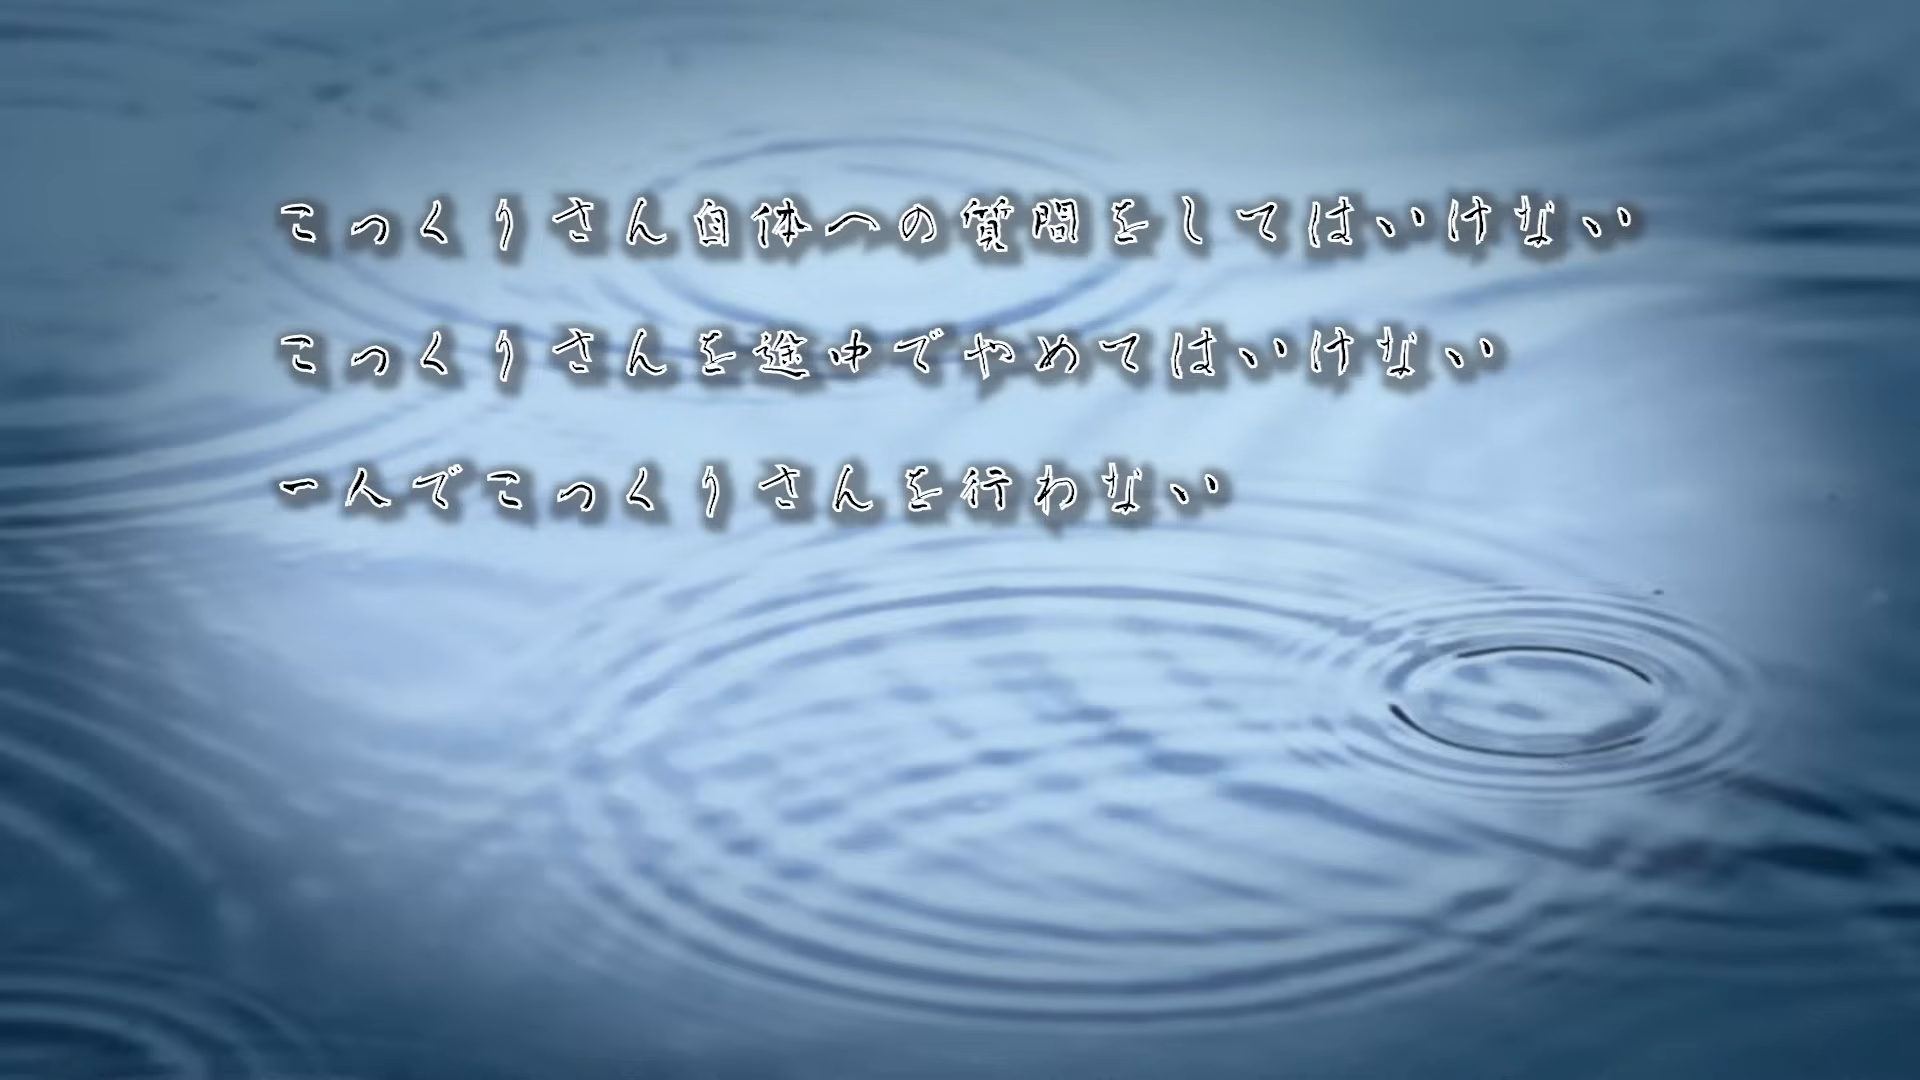 こっくりさん自体への質問をしてはいけない
こっくりさんを途中でやめてはいけない
一人でこっくりさんを行わない